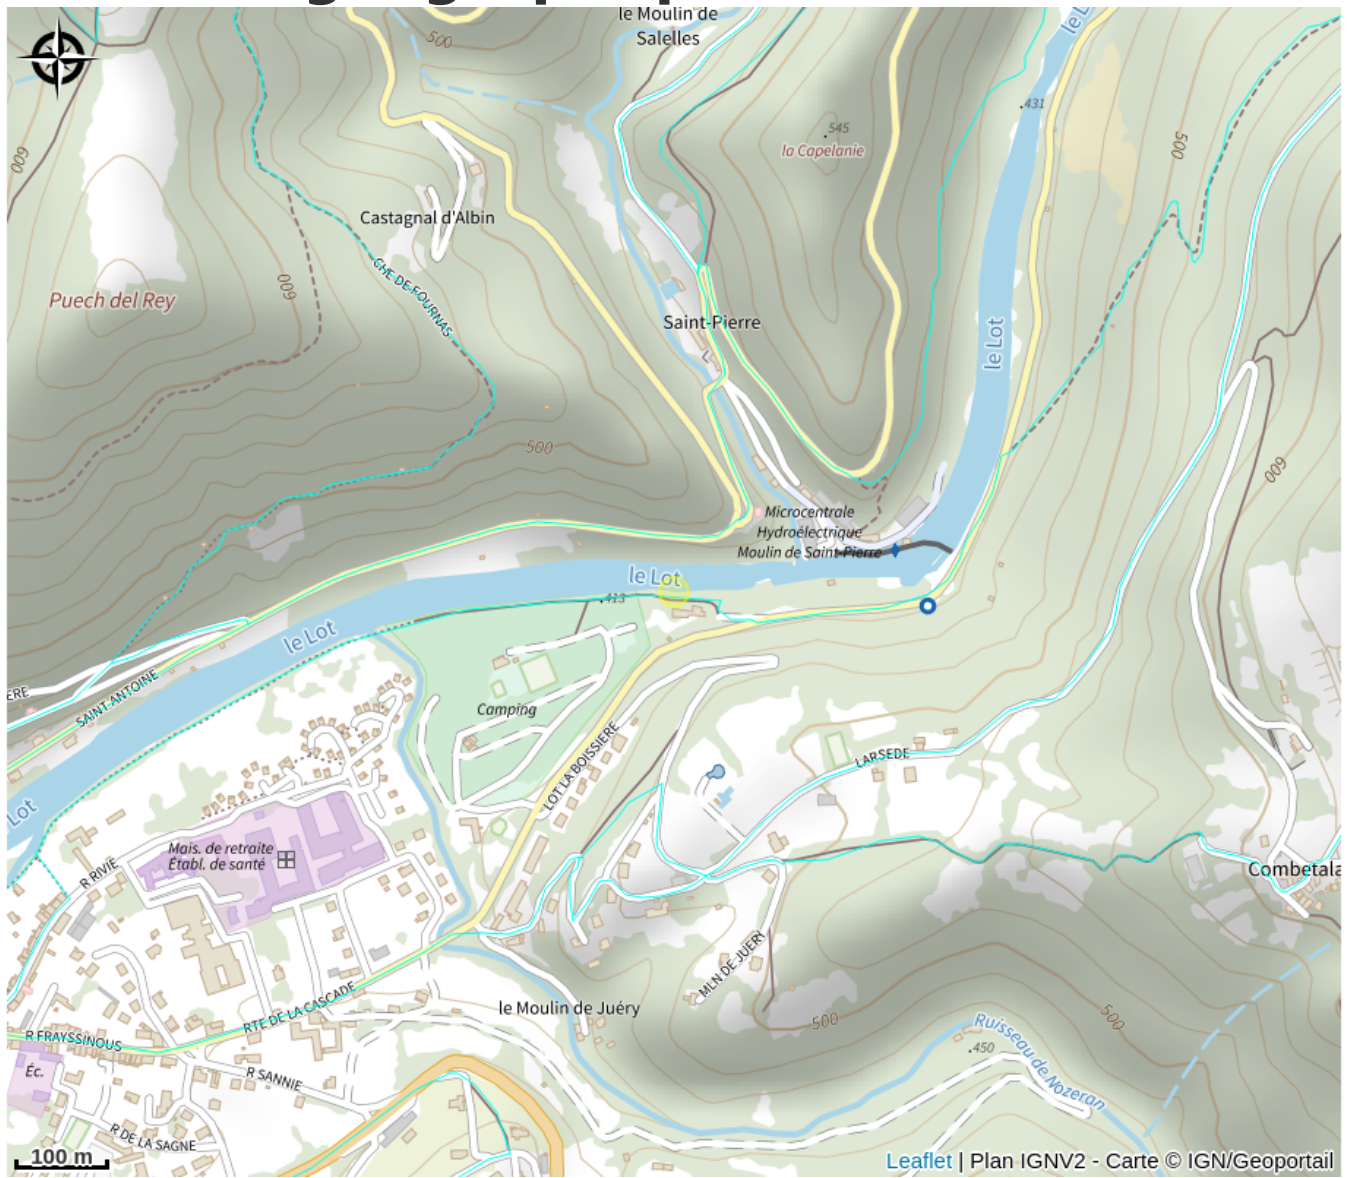 le Moulin de
Salelles
500
le L
431
545
la Capelanie
500
600
Castagnal d'Albin
CHE DE FOURNAS
600
Puech del Rey
Saint-Pierre
le Lot
500
600
Microcentrale
Hydroélectrique
Moulin de Saint-Pierre
le Lot
413
le Lot
ERE
SAINT ANTOINE
Camping
LOT LA BOISSIERE
LARSEDE
Lot
Mais. de retraite
Établ. de santé
R RIVIÉ
Combetala
MLN DE JUERY
le Moulin de Juéry
RTE DE LA CASCADE
500
500
Ruisseau de Nozeran
450
R FRAYSSINOUS
Éc.
R SANNIE
R DE LA SAGNE
100 m
Leaflet | Plan IGNV2 - Carte © IGN/Geoportail